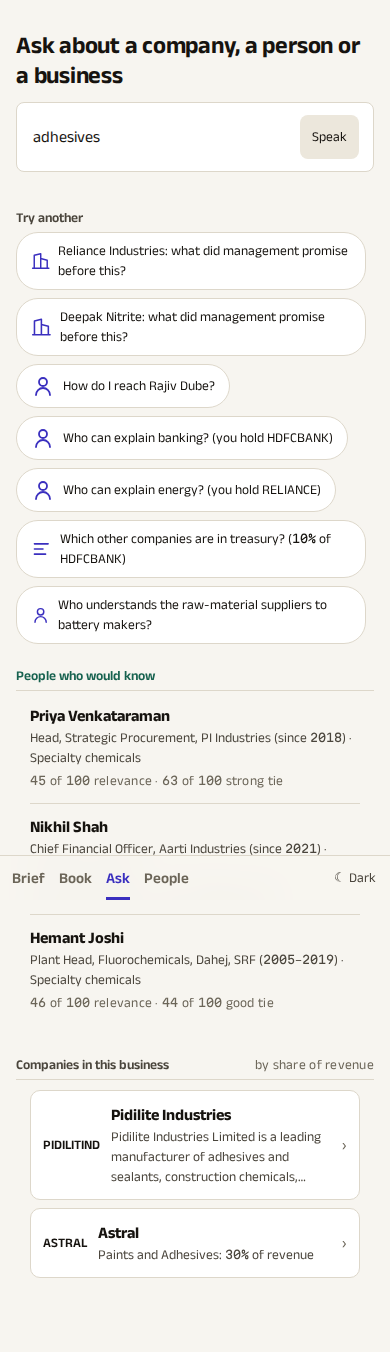 Ask about a company, a person or
a business
adhesives
Speak
Try another
Reliance Industries: what did management promise
before this?
Deepak Nitrite: what did management promise
before this?
How do I reach Rajiv Dube?
Who can explain banking? (you hold HDFCBANK)
Who can explain energy? (you hold RELIANCE)
Which other companies are in treasury? (10% of
HDFCBANK)
Who understands the raw-material suppliers to
battery makers?
People who would know
Priya Venkataraman
Head, Strategic Procurement, PI Industries (since 2018) ·
Specialty chemicals
45 of 100 relevance · 63 of 100 strong tie
Nikhil Shah
Chief Financial Officer, Aarti Industries (since 2021) ·
Brief Book Ask People ☾ Dark
Hemant Joshi
Plant Head, Fluorochemicals, Dahej, SRF (2005–2019) ·
Specialty chemicals
46 of 100 relevance · 44 of 100 good tie
Companies in this business by share of revenue
Pidilite Industries
PIDILITIND
Pidilite Industries Limited is a leading
manufacturer of adhesives and
sealants, construction chemicals,…
›
Astral
ASTRAL
Paints and Adhesives: 30% of revenue
›